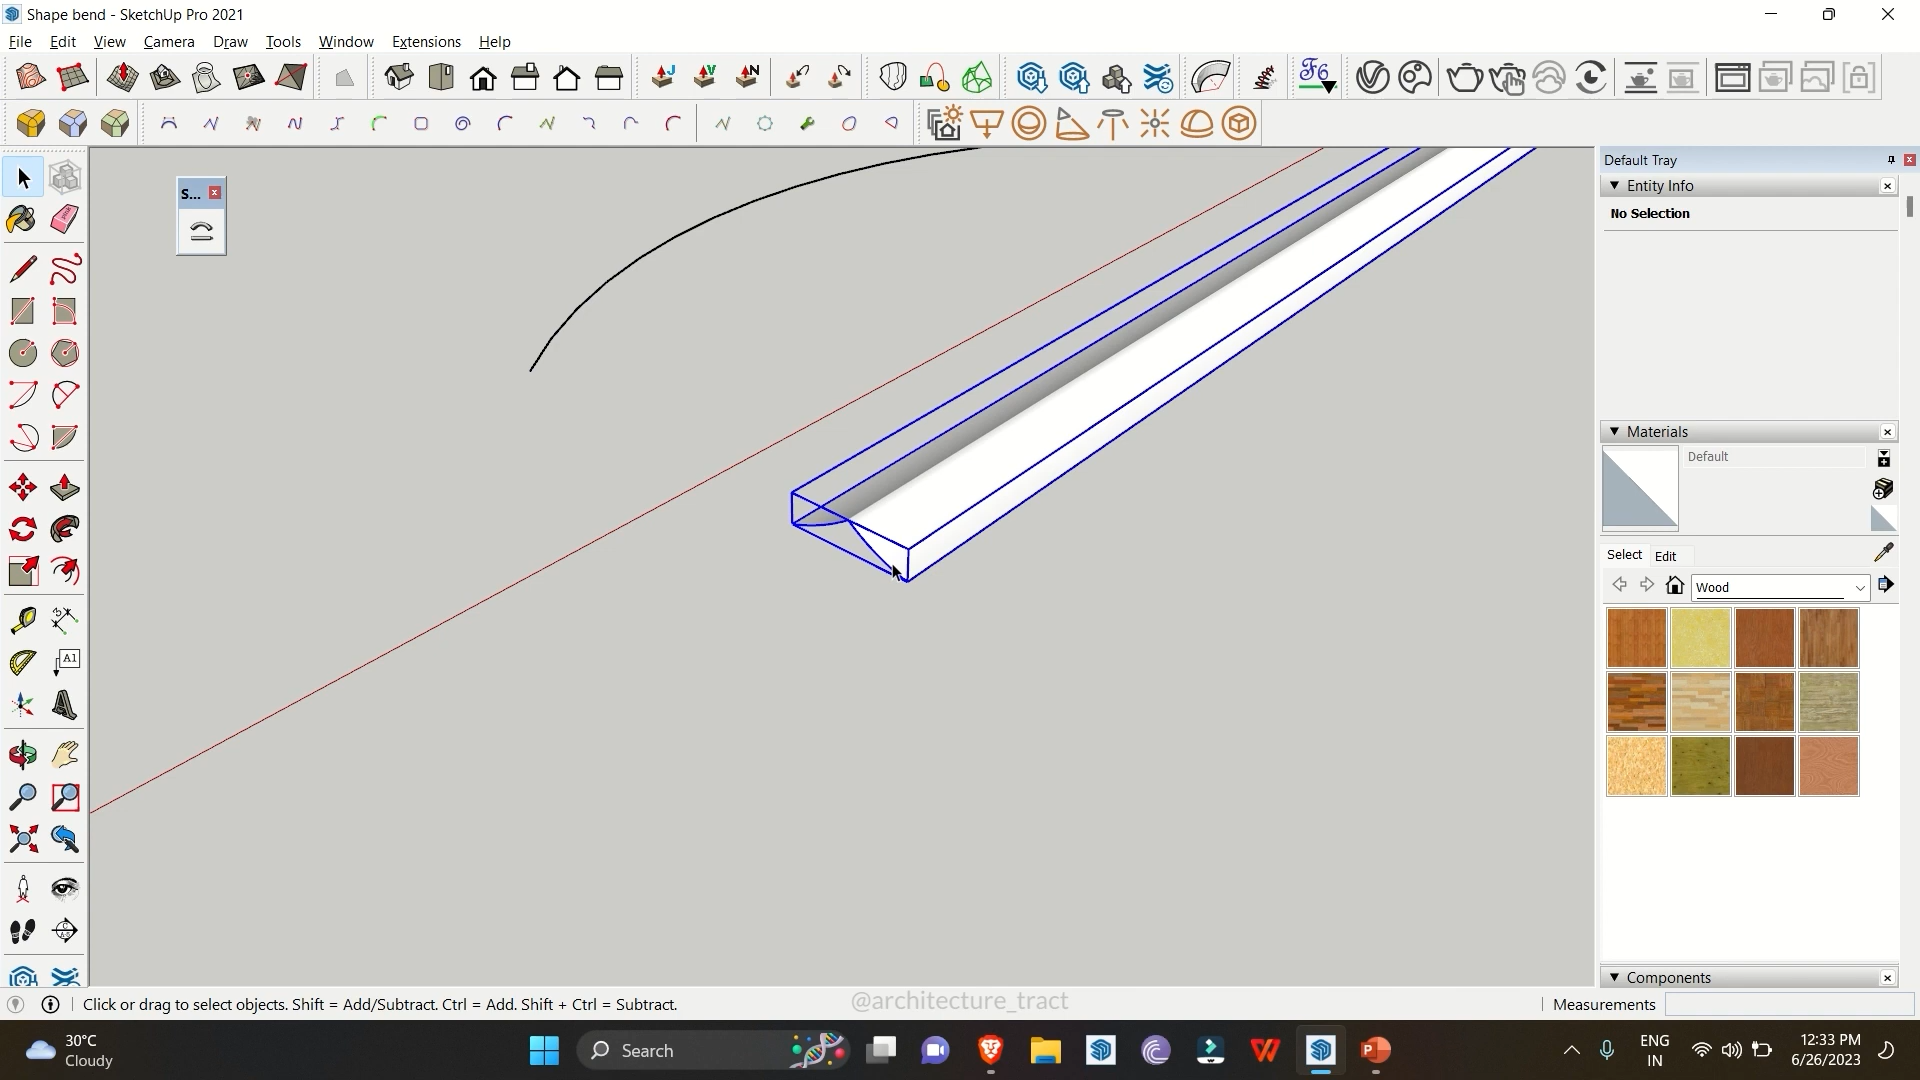 Shape bend - SketchUp Pro 2021
File Edit View Camera Draw Tools Window Extensions Help
J V N F6
S...
Default Tray
Entity Info
No Selection
Materials
Default
Select Edit
Wood
A1
Components
Click or drag to select objects. Shift = Add/Subtract. Ctrl = Add. Shift + Ctrl = Subtract.
@architecture_tract
Measurements
30°C
Cloudy
Search
ENG
IN
12:33 PM
6/26/2023